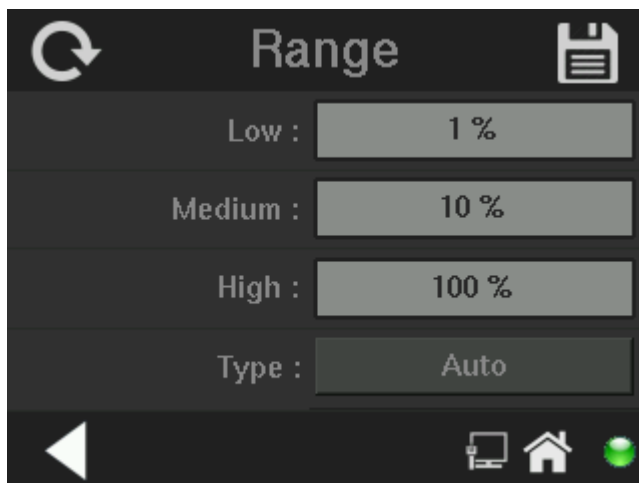 Range
Low : 1 %
Medium : 10 %
High : 100 %
Type : Auto